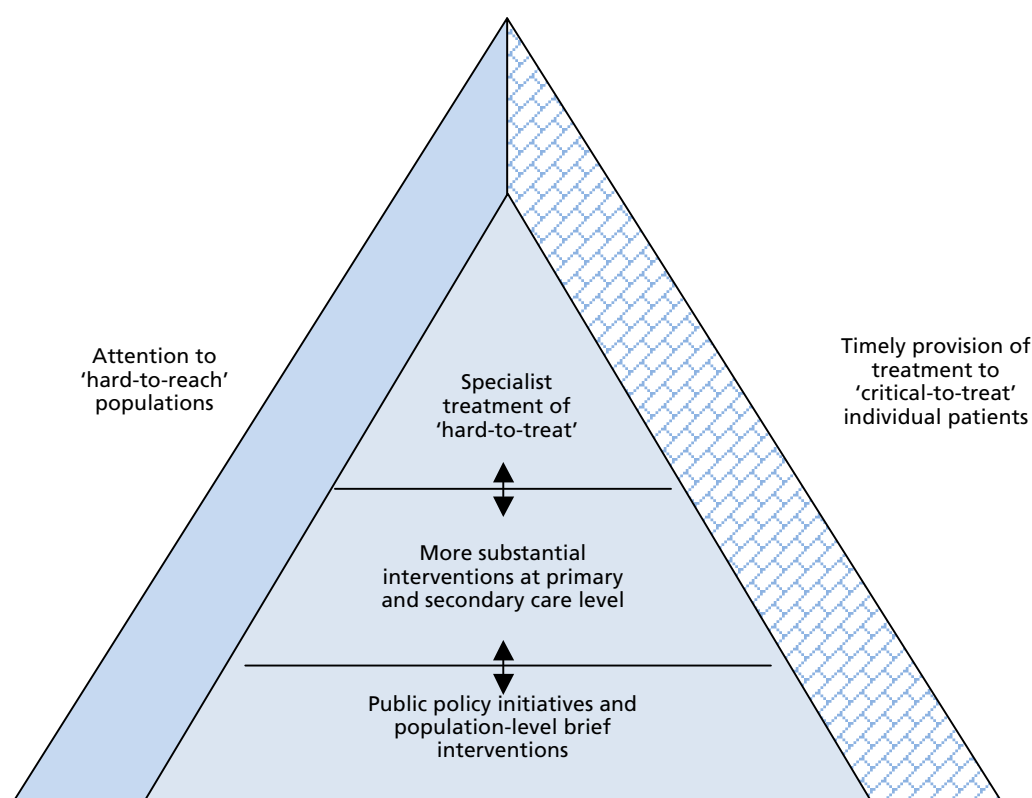 Attention to
‘hard-to-reach’
populations
Specialist
treatment of
‘hard-to-treat’
Timely provision of
treatment to
‘critical-to-treat’
individual patients
More substantial
interventions at primary
and secondary care level
Public policy initiatives and
population-level brief
interventions